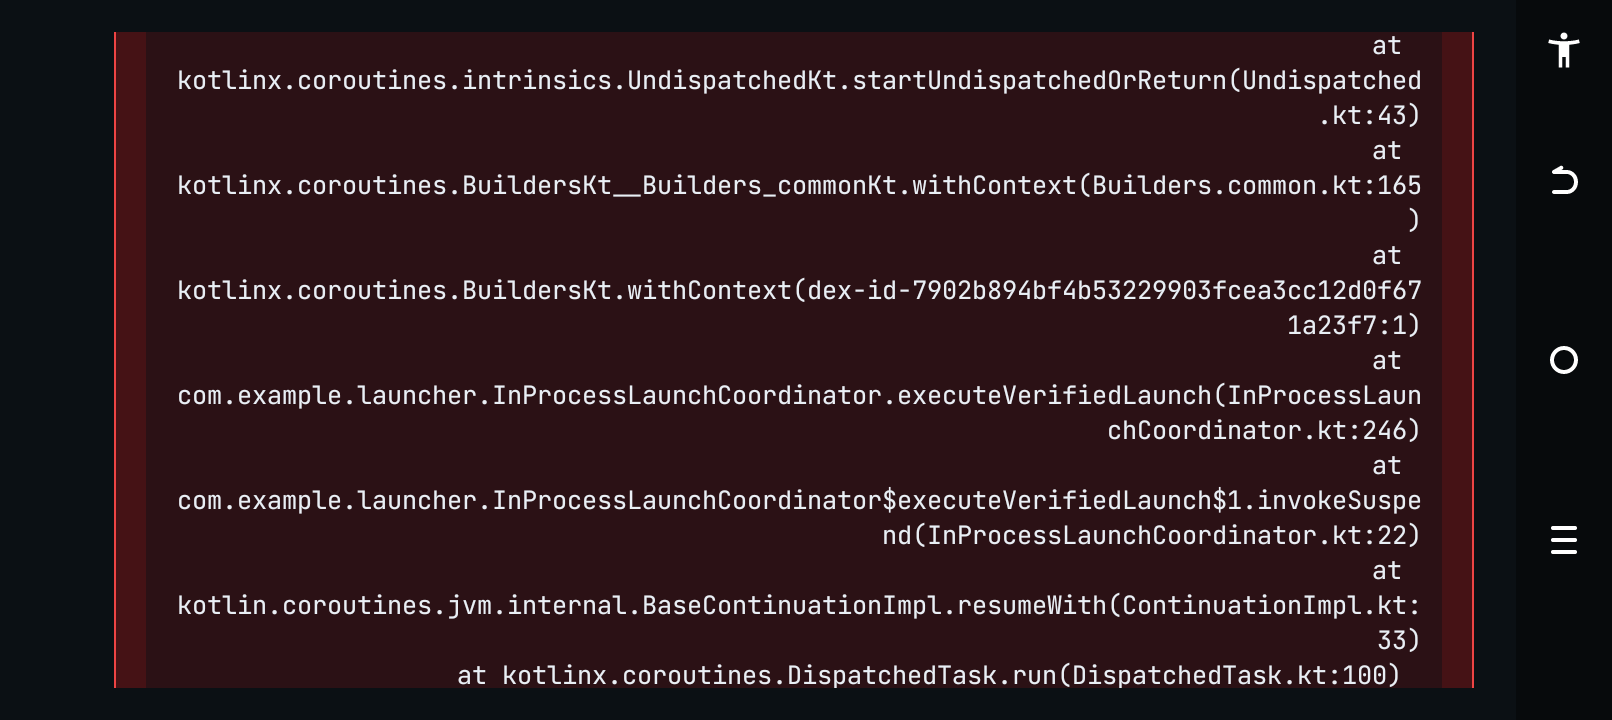 at
kotlinx.coroutines.intrinsics.UndispatchedKt.startUndispatchedOrReturn(Undispatched
.kt:43)
at
kotlinx.coroutines.BuildersKt__Builders_commonKt.withContext(Builders.common.kt:165
)
at
kotlinx.coroutines.BuildersKt.withContext(dex-id-7902b894bf4b53229903fcea3cc12d0f67
1a23f7:1)
at
com.example.launcher.InProcessLaunchCoordinator.executeVerifiedLaunch(InProcessLaun
chCoordinator.kt:246)
at
com.example.launcher.InProcessLaunchCoordinator$executeVerifiedLaunch$1.invokeSuspe
nd(InProcessLaunchCoordinator.kt:22)
at
kotlin.coroutines.jvm.internal.BaseContinuationImpl.resumeWith(ContinuationImpl.kt:
33)
at kotlinx.coroutines.DispatchedTask.run(DispatchedTask.kt:100)